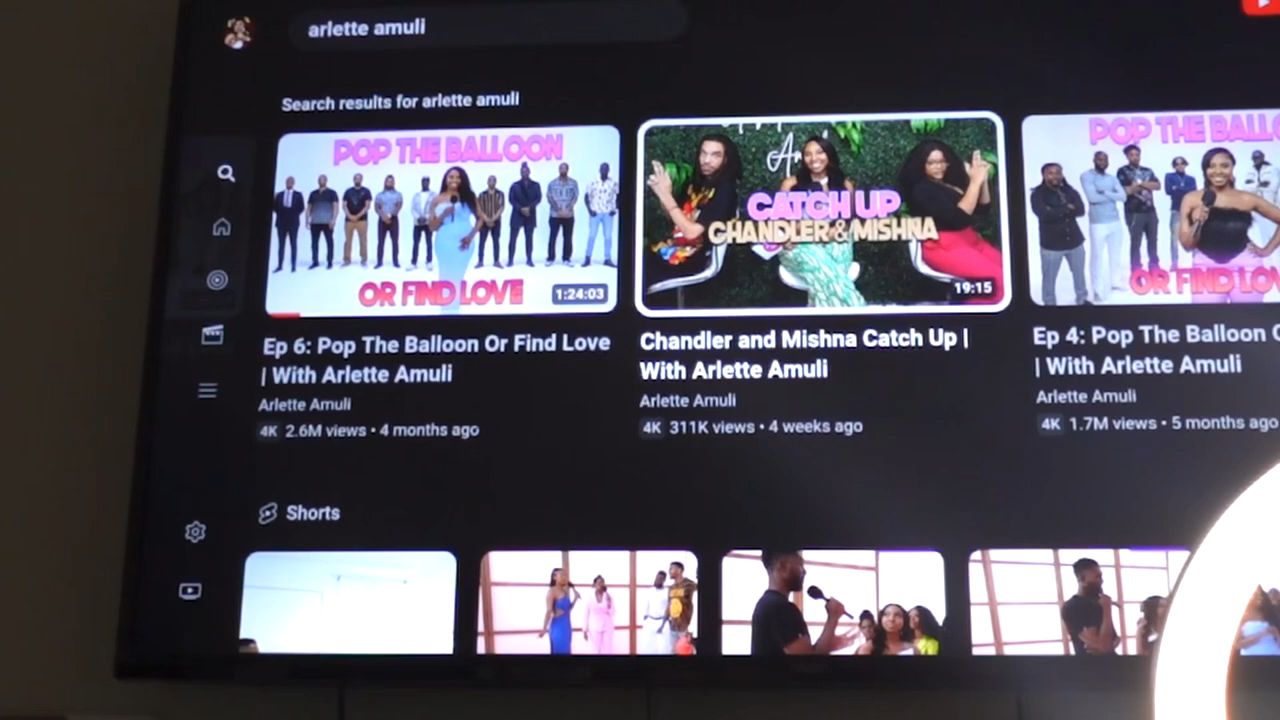 arlette amuli
Search results for arlette amuli
POP THE BALLOON
OR FIND LOVE
1:24:03
Ep 6: Pop The Balloon Or Find Love
| With Arlette Amuli
Arlette Amuli
4K 2.6M views • 4 months ago
CATCH UP
CHANDLER & MISHNA
19:15
Chandler and Mishna Catch Up |
With Arlette Amuli
Arlette Amuli
4K 311K views • 4 weeks ago
POP THE
OR FIND
Ep 4: Pop The Balloon
| With Arlette Amuli
Arlette Amuli
4K 1.7M views • 5 months ago
Shorts